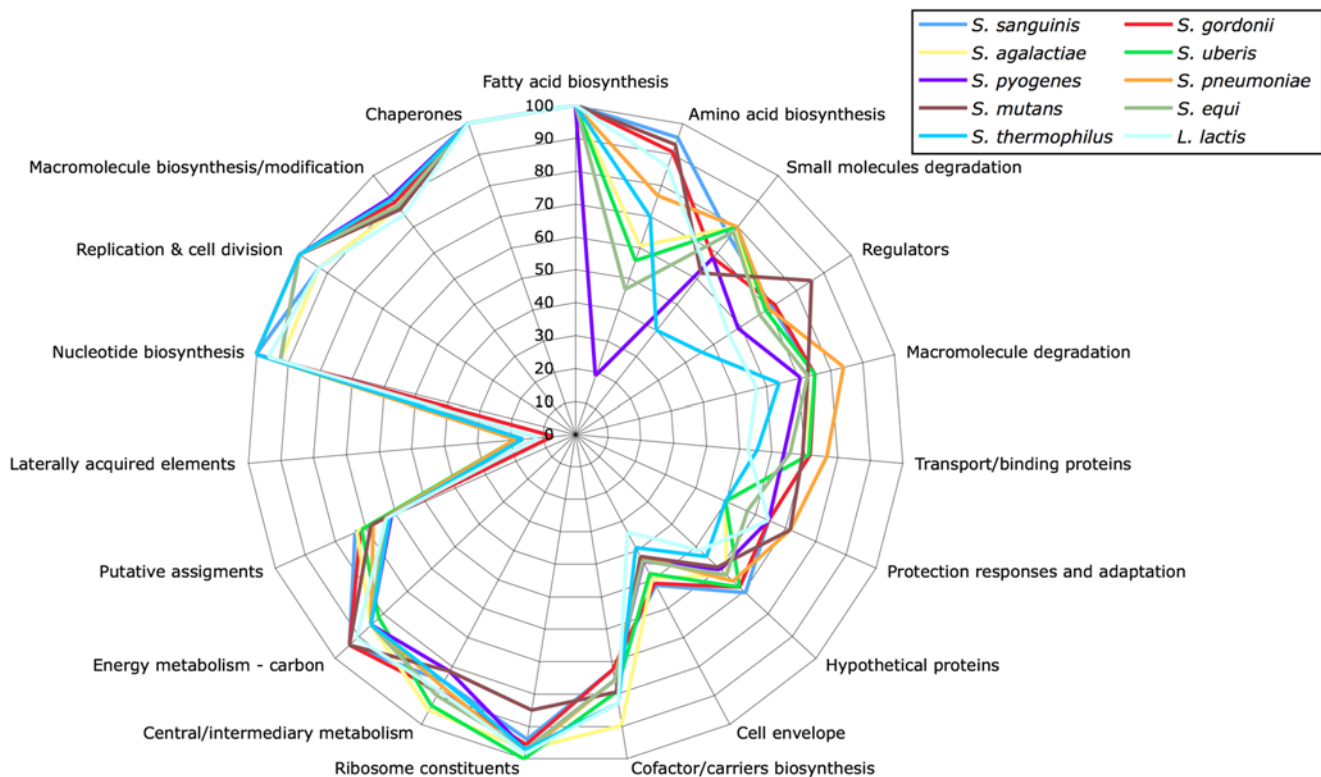 S. sanguinis
S. gordonii
S. agalactiae
S. uberis
S. pyogenes
S. pneumoniae
S. mutans
S. equi
S. thermophilus
L. lactis
Fatty acid biosynthesis
Chaperones
Amino acid biosynthesis
Macromolecule biosynthesis/modification
Small molecules degradation
Replication & cell division
Regulators
Nucleotide biosynthesis
Macromolecule degradation
Laterally acquired elements
Transport/binding proteins
Putative assigments
Protection responses and adaptation
Energy metabolism - carbon
Hypothetical proteins
Central/intermediary metabolism
Cell envelope
Ribosome constituents
Cofactor/carriers biosynthesis
100
90
80
70
60
50
40
30
20
10
0